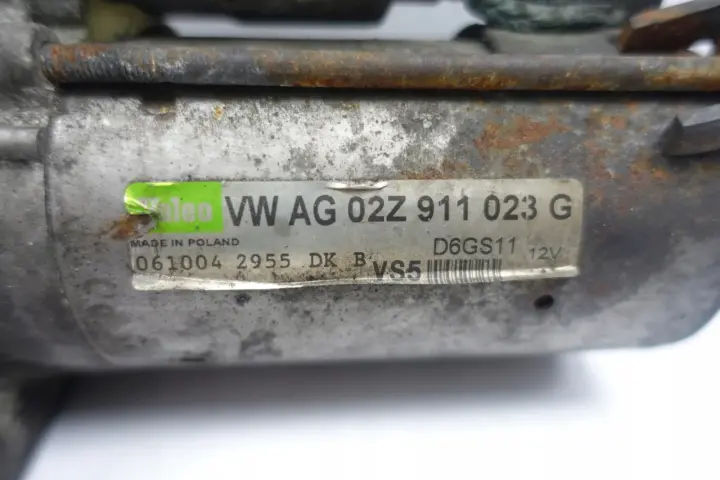 Valeo VW AG 02Z 911 023 G
MADE IN POLAND D6GS11 12V
061004 2955 DK B VS5